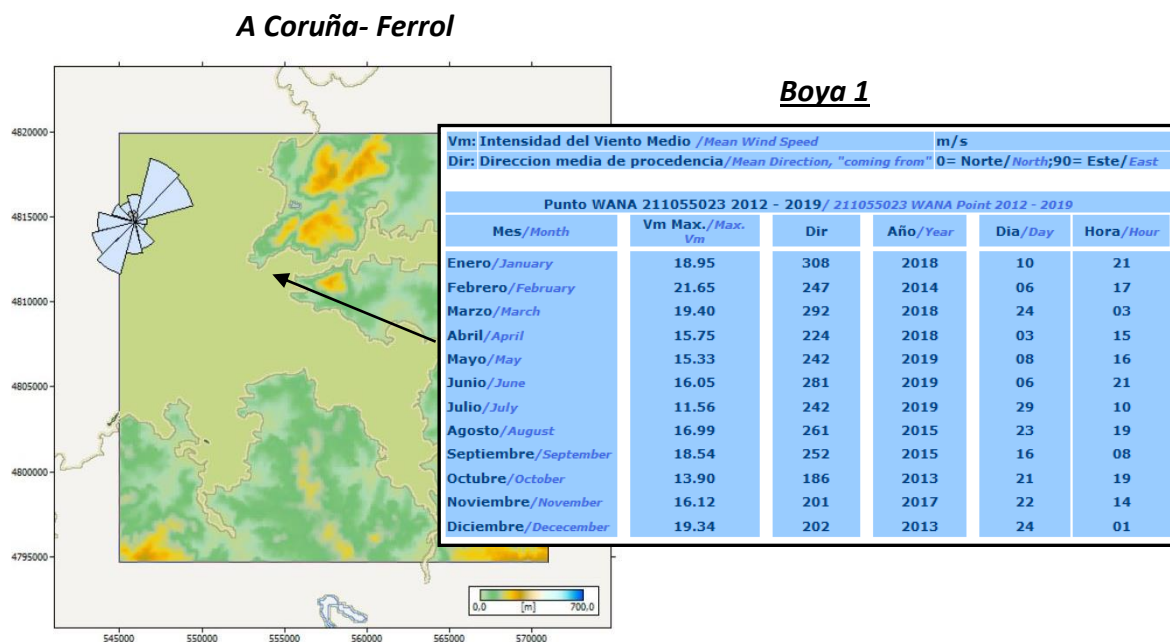 A Coruña- Ferrol
Boya 1
Vm: Intensidad del Viento Medio /Mean Wind Speed m/s
Dir: Direccion media de procedencia/Mean Direction, "coming from" 0= Norte/North;90= Este/East
Punto WANA 211055023 2012 - 2019/ 211055023 WANA Point 2012 - 2019
Mes/Month Vm Max./Max. Vm Dir Año/Year Dia/Day Hora/Hour
Enero/January 18.95 308 2018 10 21
Febrero/February 21.65 247 2014 06 17
Marzo/March 19.40 292 2018 24 03
Abril/April 15.75 224 2018 03 15
Mayo/May 15.33 242 2019 08 16
Junio/June 16.05 281 2019 06 21
Julio/July 11.56 242 2019 29 10
Agosto/August 16.99 261 2015 23 19
Septiembre/September 18.54 252 2015 16 08
Octubre/October 13.90 186 2013 21 19
Noviembre/November 16.12 201 2017 22 14
Diciembre/Dececember 19.34 202 2013 24 01
4820000
4815000
4810000
4805000
4800000
4795000
0,0 [m] 700,0
545000 550000 555000 560000 565000 570000